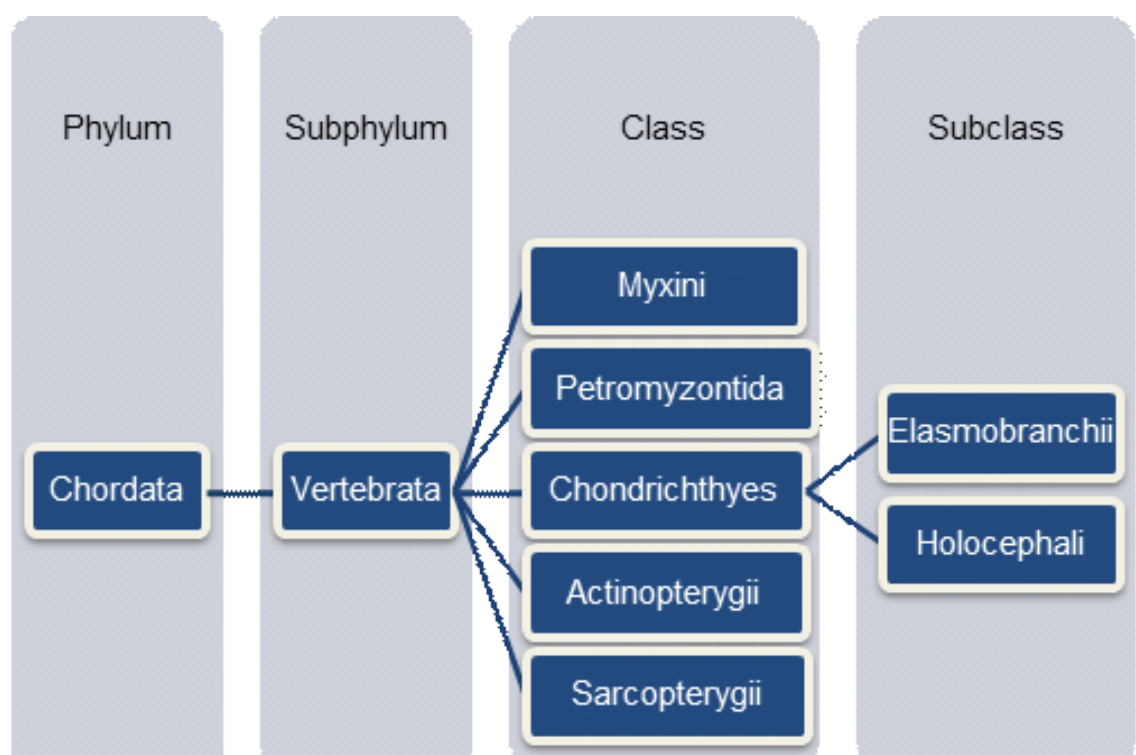 Phylum
Subphylum
Class
Subclass
Myxini
Petromyzontida
Elasmobranchii
Chordata
Vertebrata
Chondrichthyes
Holocephali
Actinopterygii
Sarcopterygii